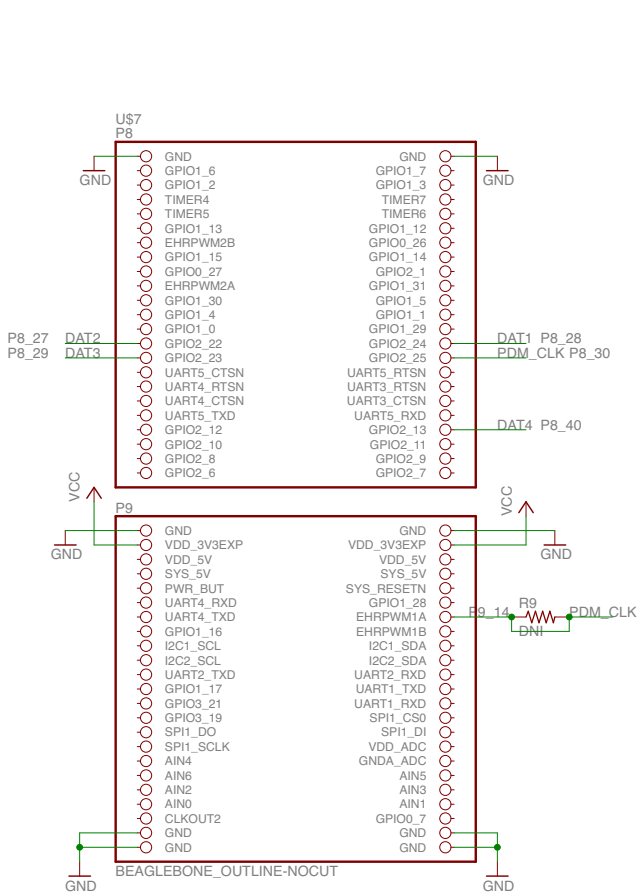 U$7
P8
GND GND
GPIO1_6 GPIO1_7
GND GPIO1_2 GPIO1_3 GND
TIMER4 TIMER7
TIMER5 TIMER6
GPIO1_13 GPIO1_12
EHRPWM2B GPIO0_26
GPIO1_15 GPIO1_14
GPIO0_27 GPIO2_1
EHRPWM2A GPIO1_31
GPIO1_30 GPIO1_5
GPIO1_4 GPIO1_1
GPIO1_0 GPIO1_29
P8_27 DAT2 GPIO2_22 GPIO2_24 DAT1 P8_28
P8_29 DAT3 GPIO2_23 GPIO2_25 PDM_CLK P8_30
UART5_CTSN UART5_RTSN
UART4_RTSN UART3_RTSN
UART4_CTSN UART3_CTSN
UART5_TXD UART5_RXD
GPIO2_12 GPIO2_13 DAT4 P8_40
GPIO2_10 GPIO2_11
GPIO2_8 GPIO2_9
GPIO2_6 GPIO2_7
VCC VCC
P9
GND GND
VDD_3V3EXP VDD_3V3EXP
GND VDD_5V VDD_5V GND
SYS_5V SYS_5V
PWR_BUT SYS_RESETN
UART4_RXD GPIO1_28 R9
UART4_TXD EHRPWM1A P9_14 PDM_CLK
GPIO1_16 EHRPWM1B DNI
I2C1_SCL I2C1_SDA
I2C2_SCL I2C2_SDA
UART2_TXD UART2_RXD
GPIO1_17 UART1_TXD
GPIO3_21 UART1_RXD
GPIO3_19 SPI1_CS0
SPI1_DO SPI1_DI
SPI1_SCLK VDD_ADC
AIN4 GNDA_ADC
AIN6 AIN5
AIN2 AIN3
AIN0 AIN1
CLKOUT2 GPIO0_7
GND GND
GND GND
BEAGLEBONE_OUTLINE-NOCUT
GND GND